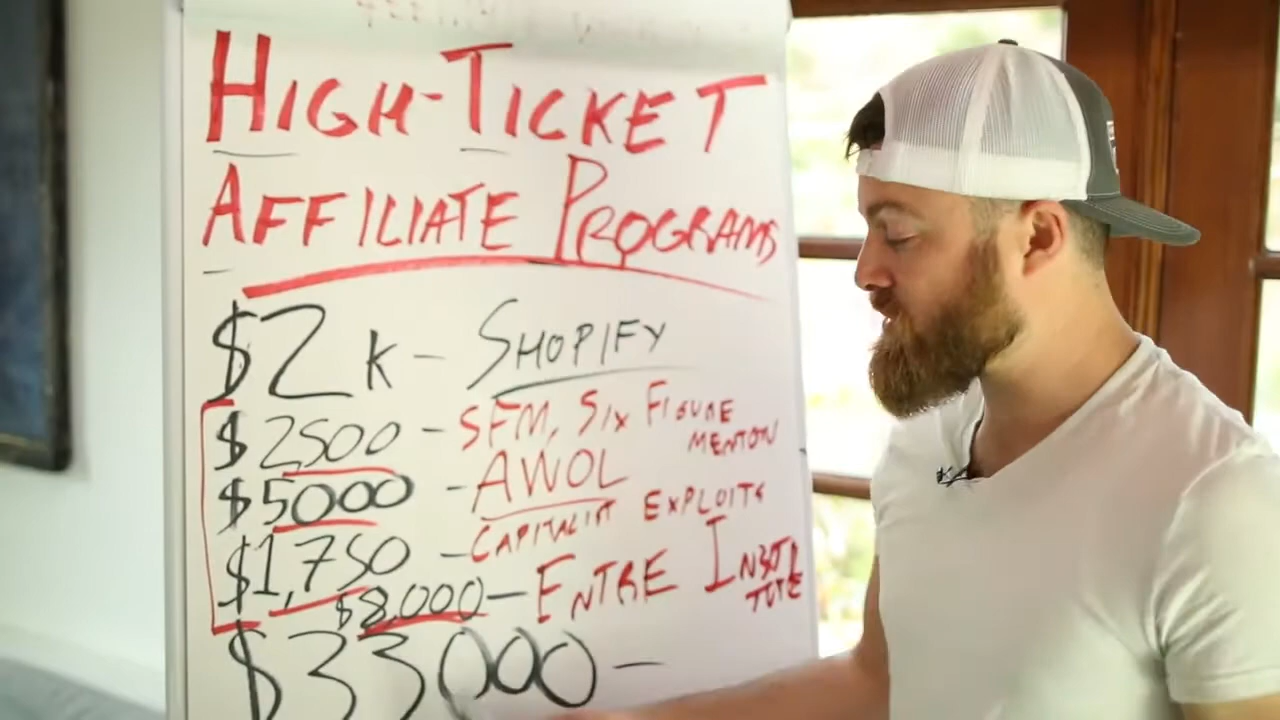 HIGH-TICKET
AFFILIATE PROGRAMS
$2K - SHOPIFY
$2500 - SFM, SIX FIGURE
MENTOR
$5000 - AWOL
$1,750 - CAPITALIST EXPLOITS
$8,000 - ENTRE INSTITUTE
$33000 -